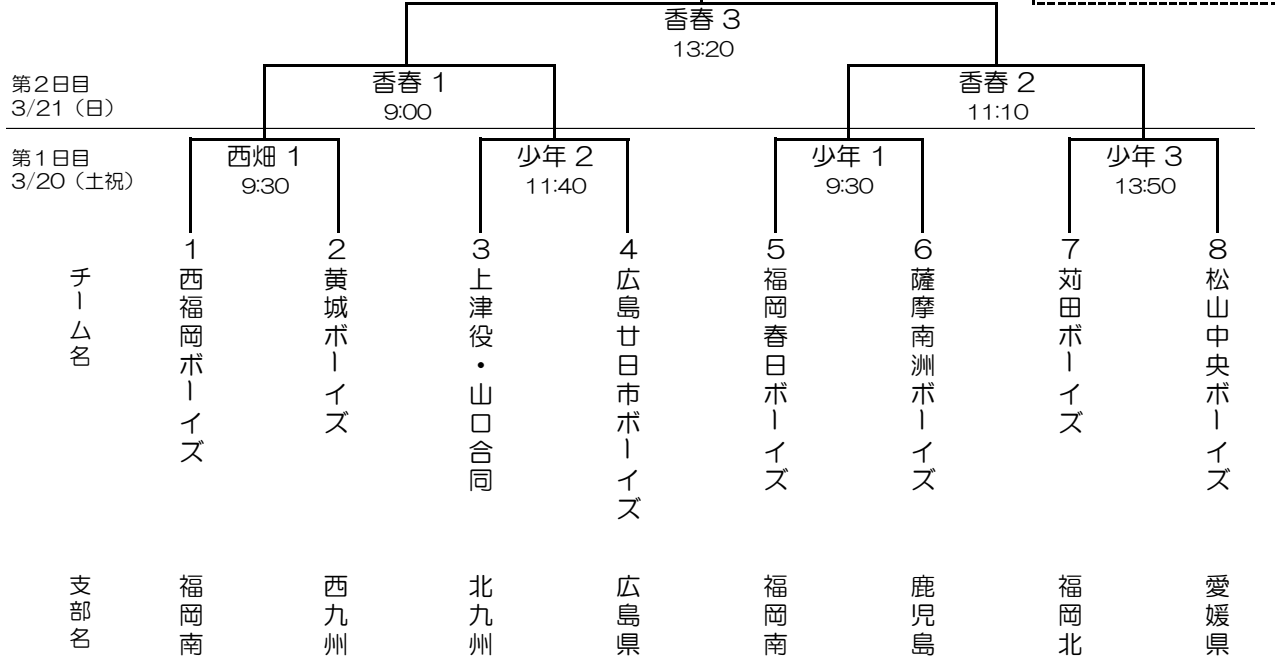 香春 3
13:20
第2日目
3/21（日）
香春 1
9:00
香春 2
11:10
第1日目
3/20（土祝）
西畑 1
9:30
少年 2
11:40
少年 1
9:30
少年 3
13:50
チーム名
1 西福岡ボーイズ
2 黄城ボーイズ
3 上津役・山口合同
4 広島廿日市ボーイズ
5 福岡春日ボーイズ
6 薩摩南洲ボーイズ
7 苅田ボーイズ
8 松山中央ボーイズ
支部名
福岡南
西九州
北九州
広島県
福岡南
鹿児島
福岡北
愛媛県